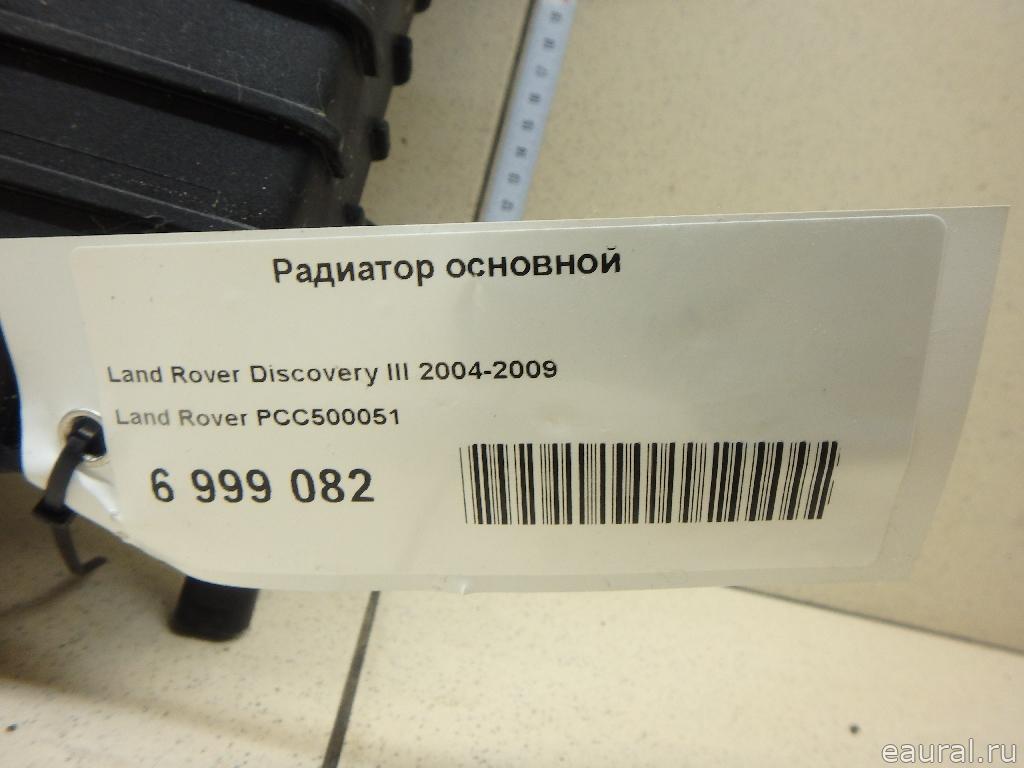 Радиатор основной
Land Rover Discovery III 2004-2009
Land Rover PCC500051
6 999 082
eaural.ru